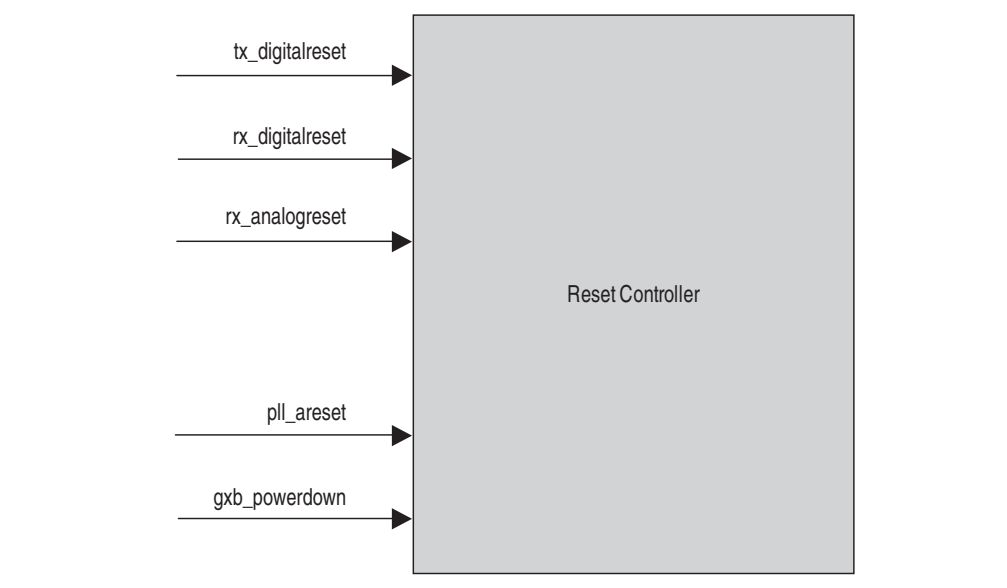 tx_digitalreset
rx_digitalreset
rx_analogreset
Reset Controller
pll_areset
gxb_powerdown